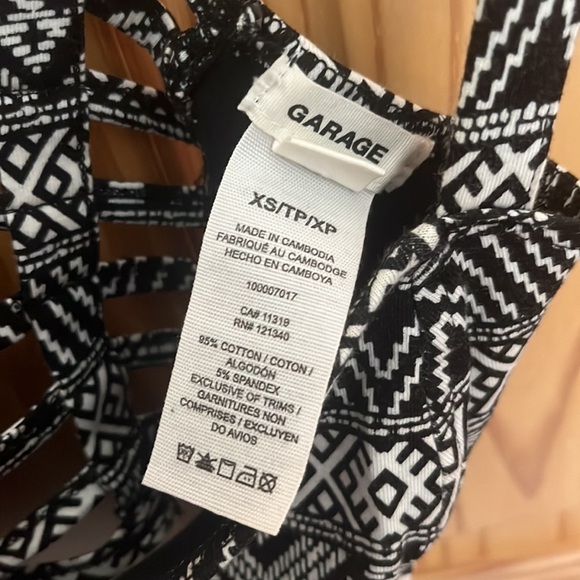 GARAGE
XS/TP/XP
MADE IN CAMBODIA
FABRIQUÉ AU CAMBODGE
HECHO EN CAMBOYA
100007017
CA# 11319
RN# 121340
95% COTTON / COTON /
ALGODÓN
5% SPANDEX
EXCLUSIVE OF TRIMS /
GARNITURES NON
COMPRISES / EXCLUYEN
DO AVIOS